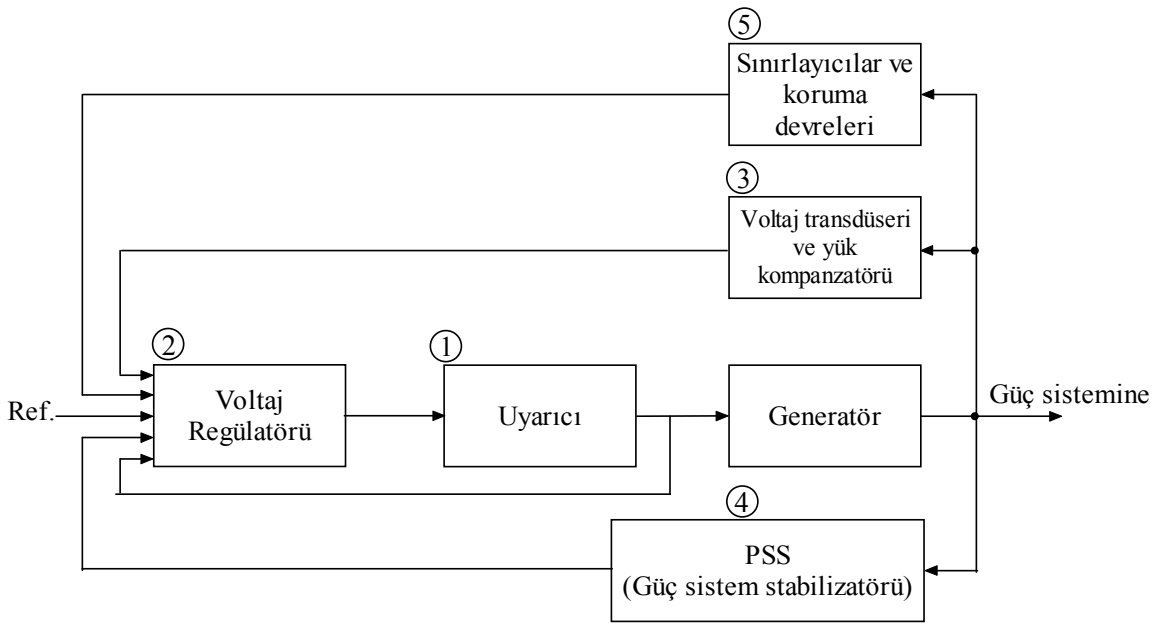 5
Sınırlayıcılar ve
koruma
devreleri
3
Voltaj transdüseri
ve yük
kompanzatörü
2
Voltaj
Regülatörü
1
Uyarıcı
Generatör
Ref.
Güç sistemine
4
PSS
(Güç sistem stabilizatörü)